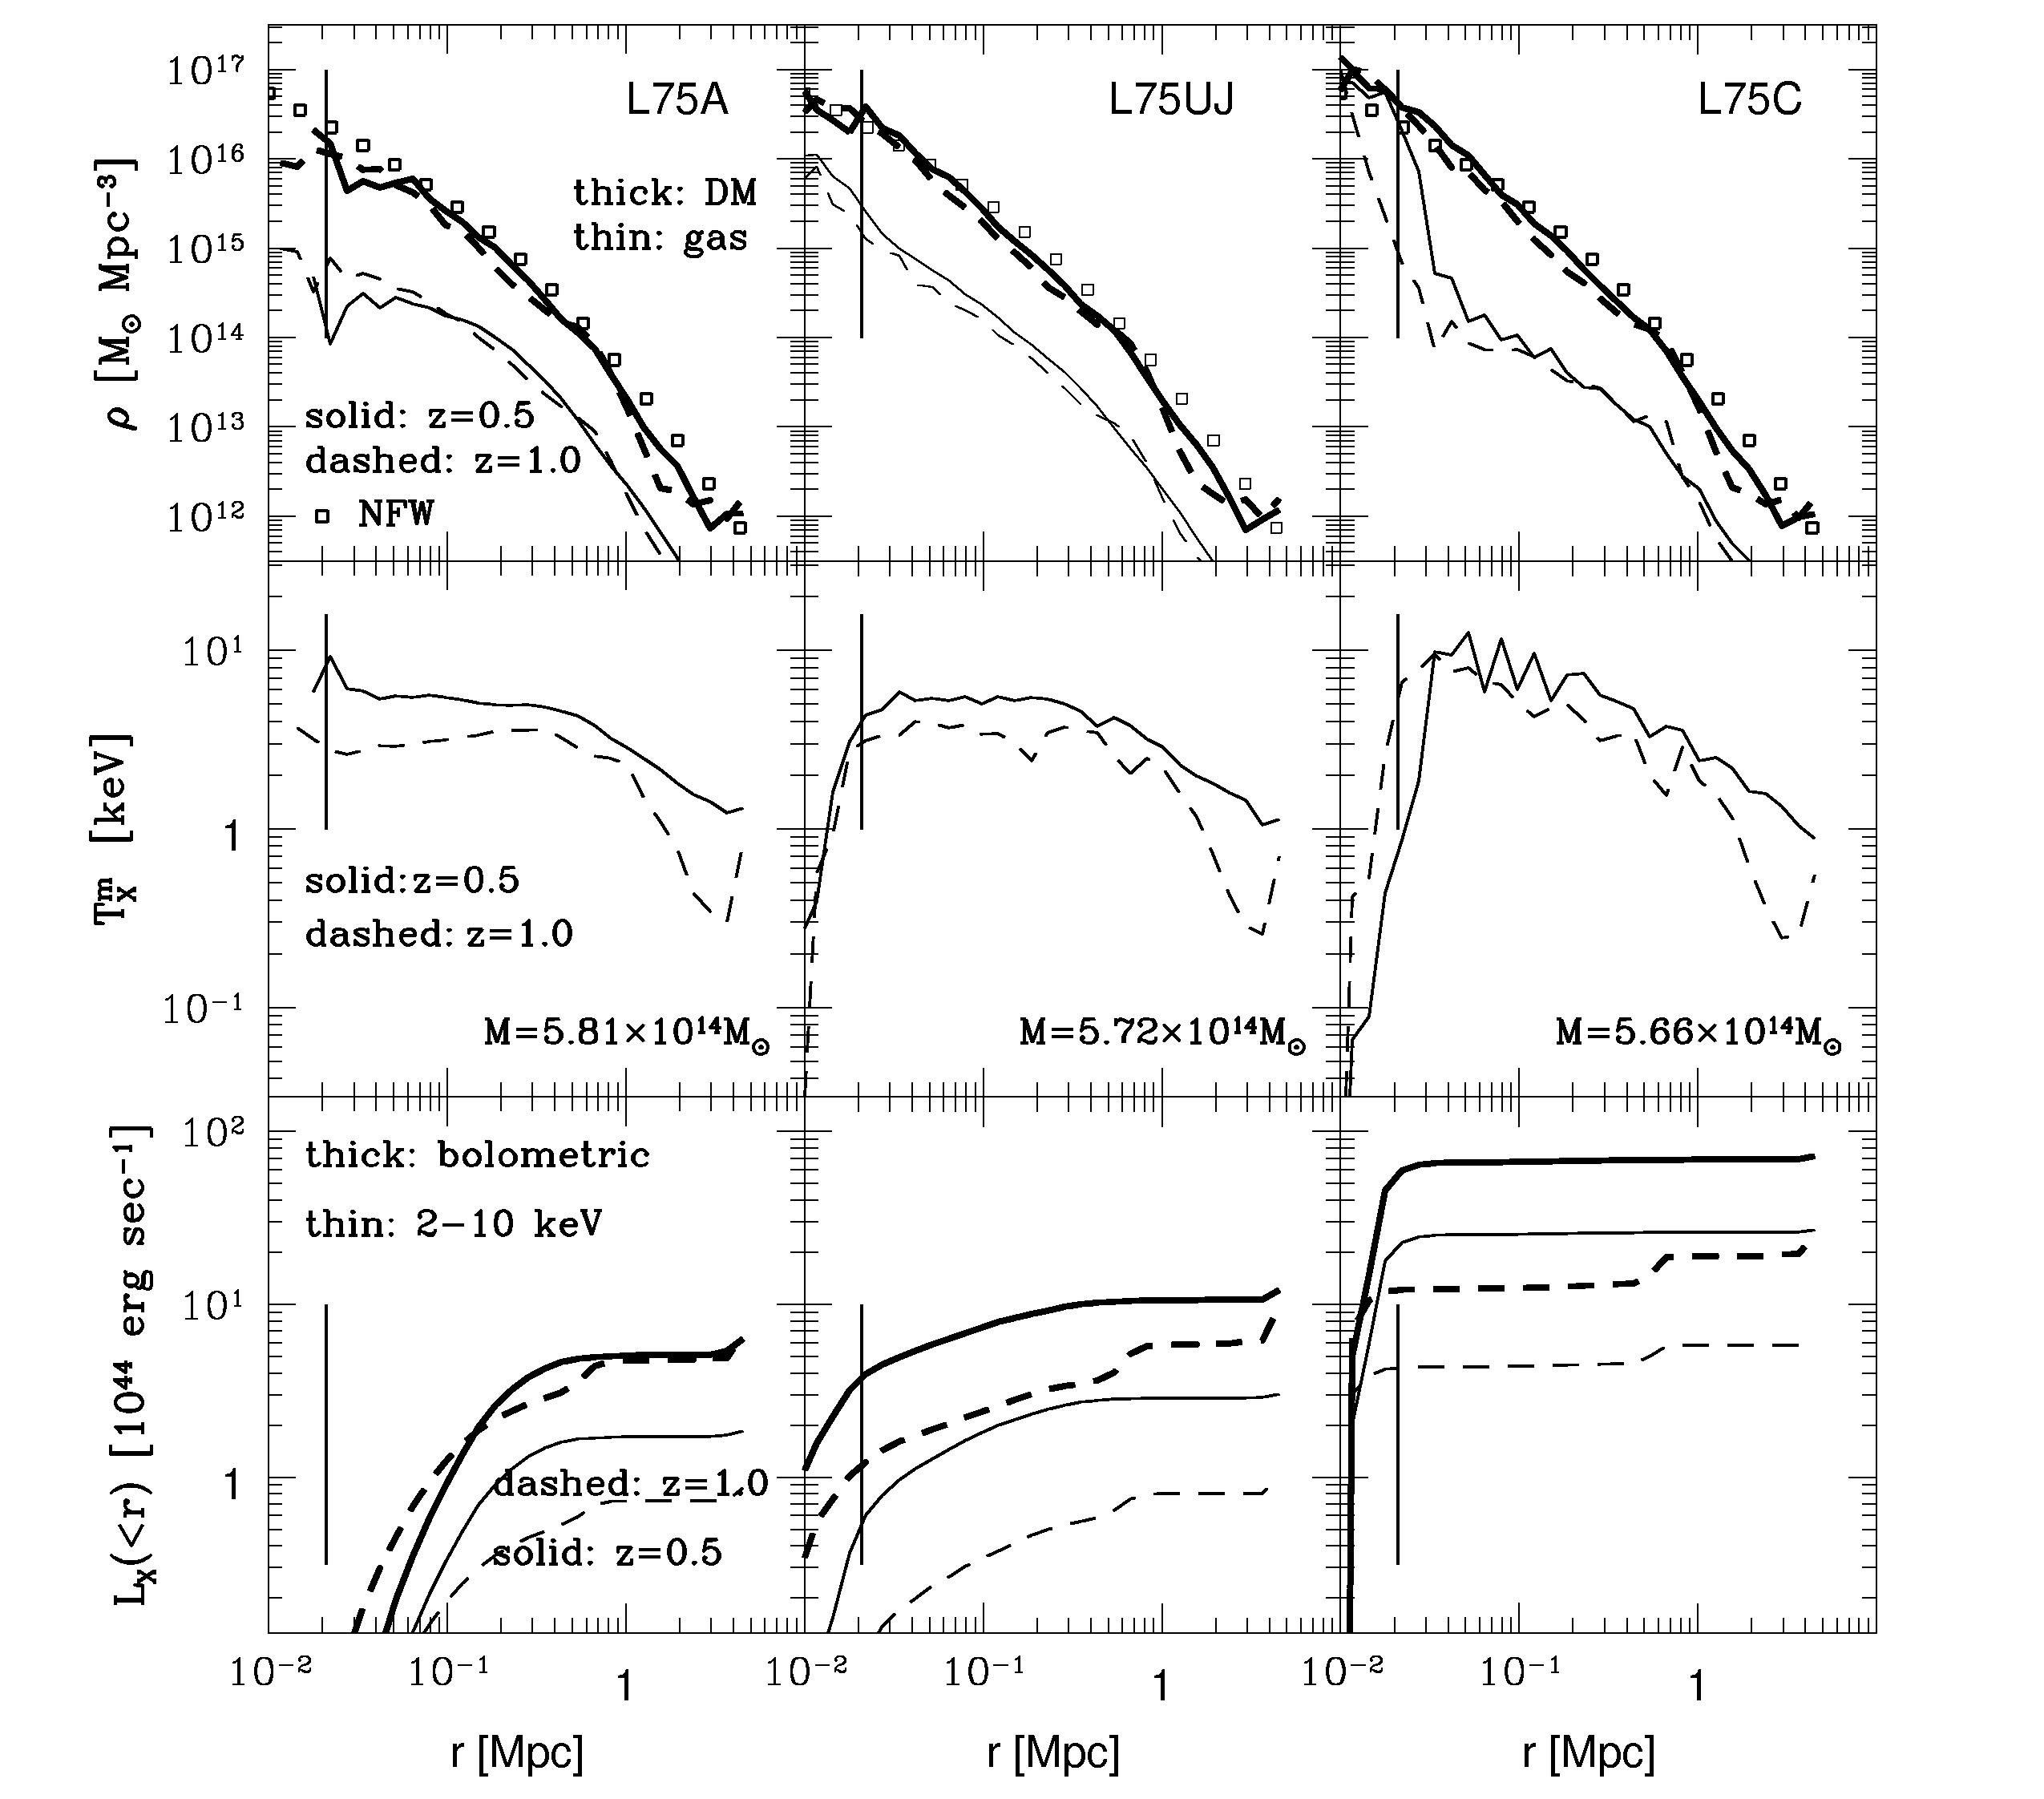 L75A
L75UJ
L75C
10¹⁷
10¹⁶
10¹⁵
10¹⁴
10¹³
10¹²
ρ [M⊙ Mpc⁻³]
thick: DM
thin: gas
solid: z=0.5
dashed: z=1.0
NFW
10¹
1
10⁻¹
Tₓᵐ [keV]
solid: z=0.5
dashed: z=1.0
M=5.81×10¹⁴M⊙
M=5.72×10¹⁴M⊙
M=5.66×10¹⁴M⊙
10²
10¹
1
Lₓ(<r) [10⁴⁴ erg sec⁻¹]
thick: bolometric
thin: 2−10 keV
dashed: z=1.0
solid: z=0.5
10⁻² 10⁻¹ 1 10⁻² 10⁻¹ 1 10⁻² 10⁻¹ 1
r [Mpc] r [Mpc] r [Mpc]